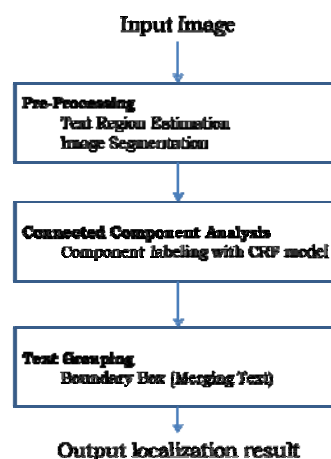 Input Image
Pre-Processing
Text Region Estimation
Image Segmentation
Connected Component Analysis
Component labeling with CRF model
Text Grouping
Boundary Box (Merging Text)
Output localization result